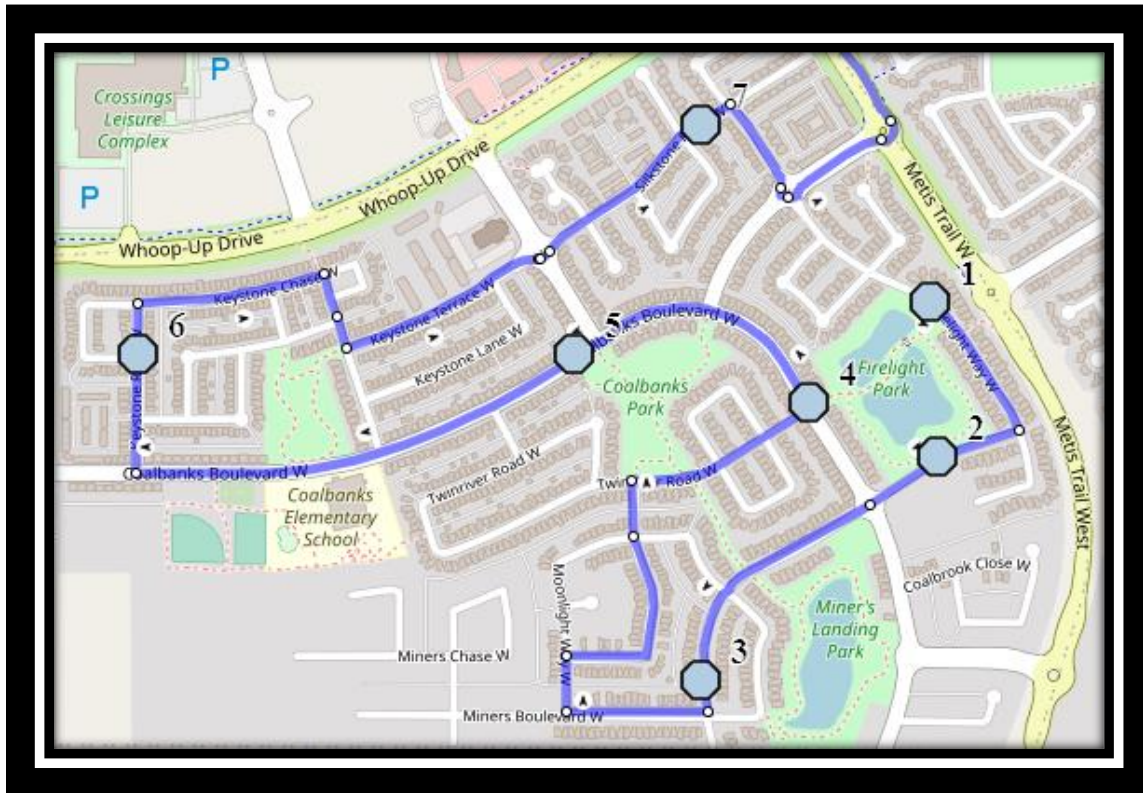 P
7
Crossings
Leisure
Complex
Whoop-Up Drive
P
Whoop-Up Drive
Metis Trail W
1
Keystone Chase W
6
Keystone Terrace W
5
Boulevard W
Keystone Lane W
Firelight
Park
4
Coalbanks
Park
2
Metis Trail West
Coalbanks Boulevard W
Twinriver Road W
Road W
Coalbanks
Elementary
School
Coalbrook Close W
Moonlight Way W
Miner's
Landing
Park
3
Miners Chase W
Miners Boulevard W